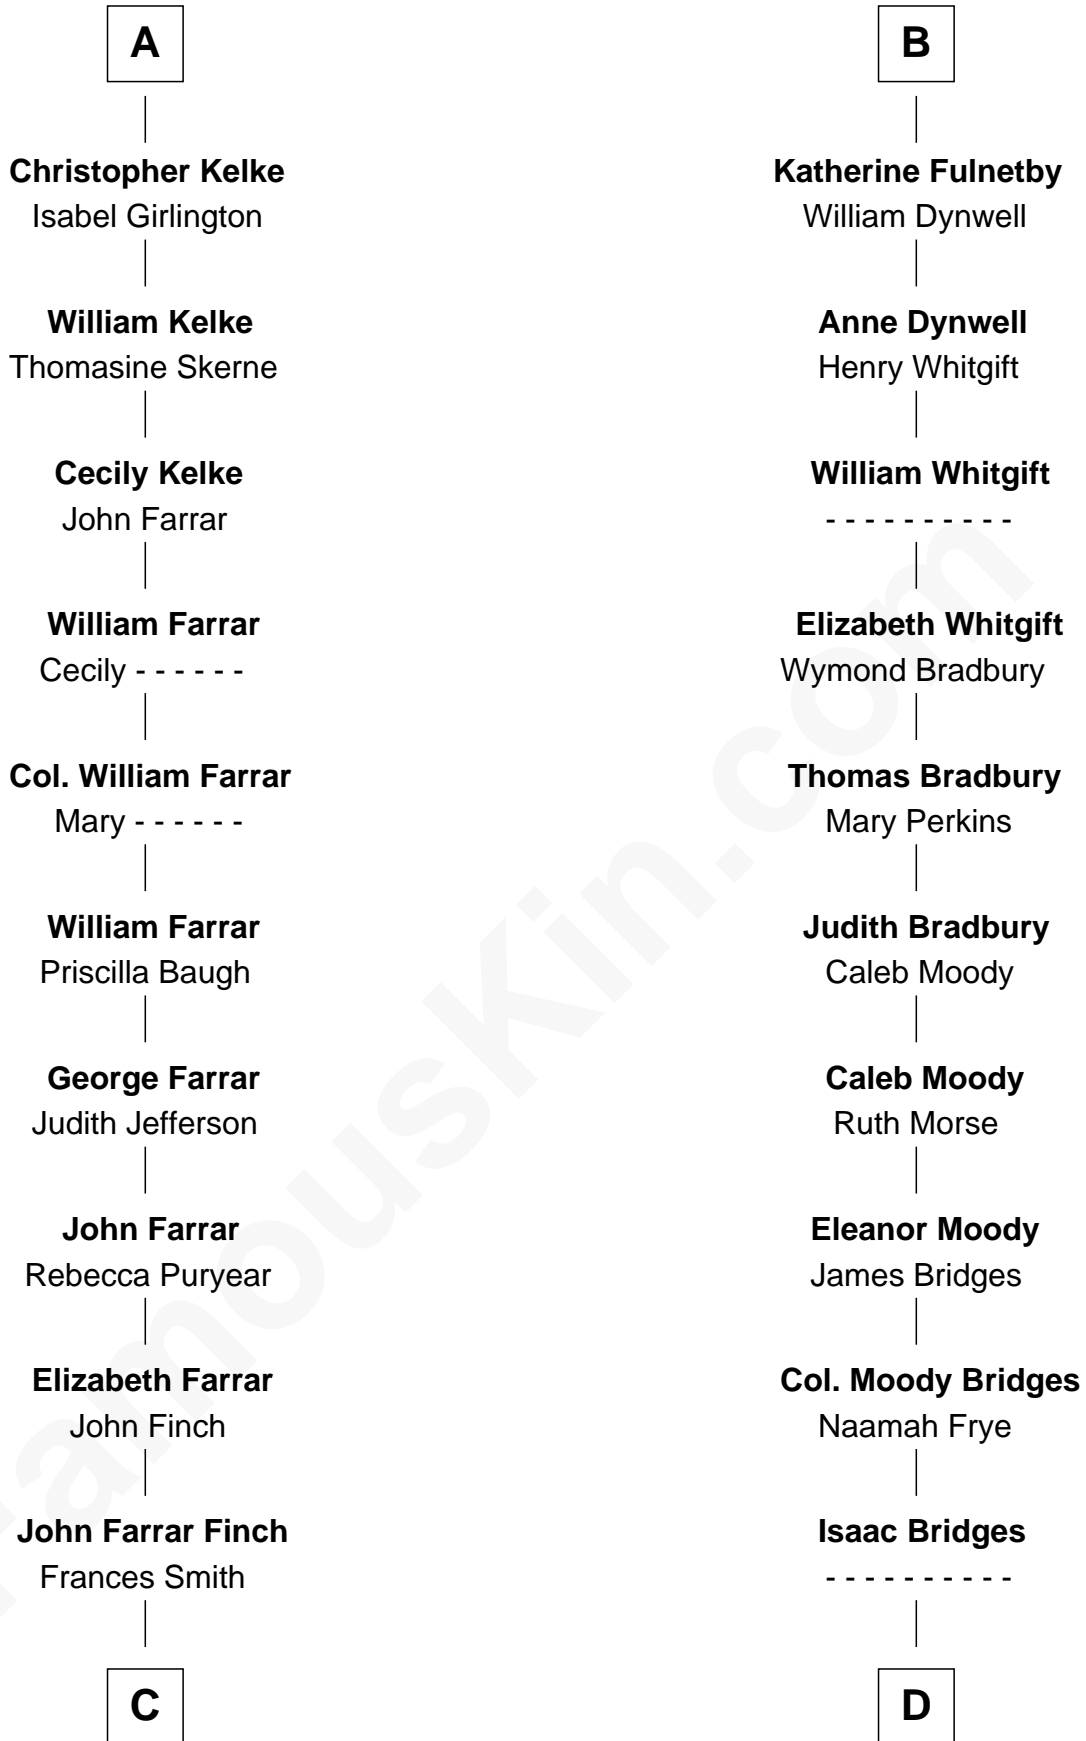 A
Christopher Kelke
Isabel Girlington
William Kelke
Thomasine Skerne
Cecily Kelke
John Farrar
William Farrar
Cecily - - - - - -
Col. William Farrar
Mary - - - - - -
William Farrar
Priscilla Baugh
George Farrar
Judith Jefferson
John Farrar
Rebecca Puryear
Elizabeth Farrar
John Finch
John Farrar Finch
Frances Smith
C
B
Katherine Fulnetby
William Dynwell
Anne Dynwell
Henry Whitgift
William Whitgift
- - - - - - - - - -
Elizabeth Whitgift
Wymond Bradbury
Thomas Bradbury
Mary Perkins
Judith Bradbury
Caleb Moody
Caleb Moody
Ruth Morse
Eleanor Moody
James Bridges
Col. Moody Bridges
Naamah Frye
Isaac Bridges
- - - - - - - - - -
D
FamousKin.com